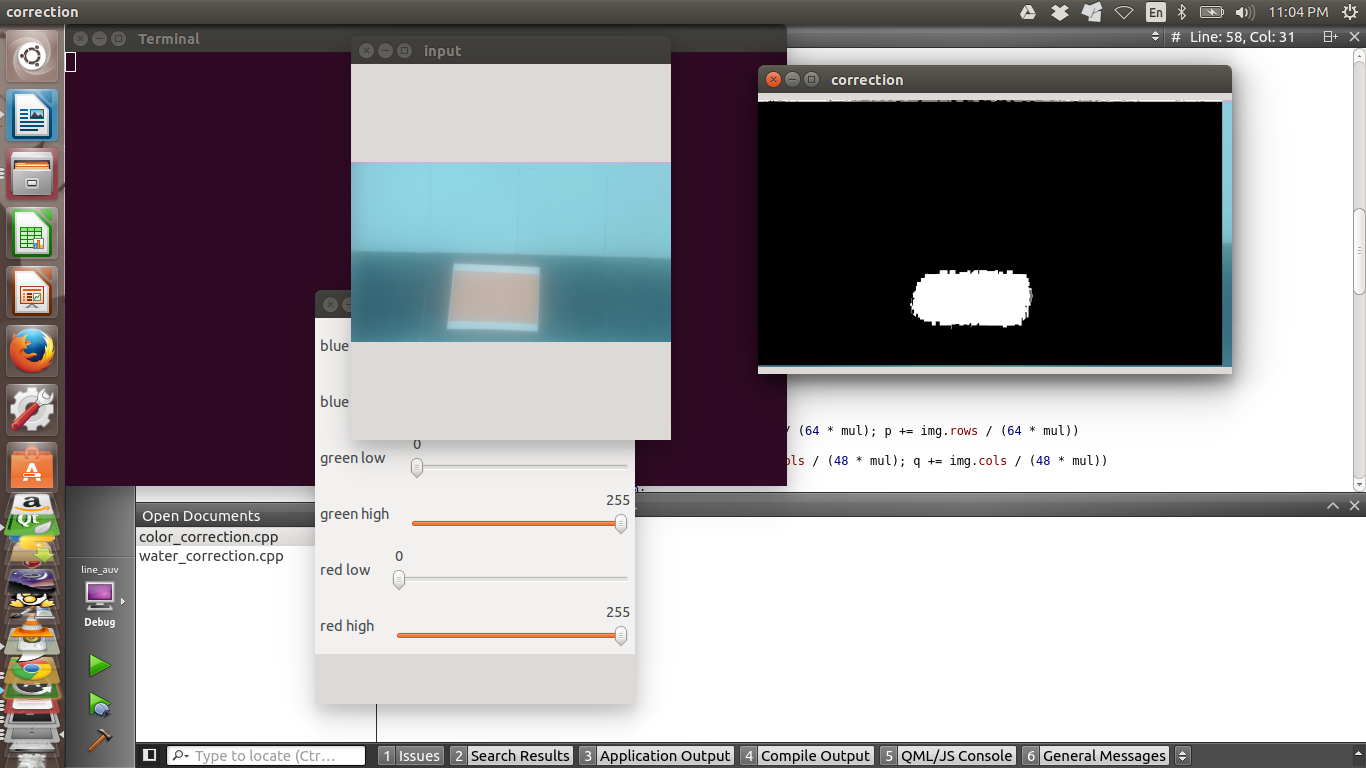 correction
En
11:04 PM
Terminal
input
# Line: 58, Col: 31
correction
blue
blue
0
green low
255
green high
0
red low
255
red high
/ (64 * mul); p += img.rows / (64 * mul))
ols / (48 * mul); q += img.cols / (48 * mul))
Open Documents
color_correction.cpp
water_correction.cpp
line_auv
Debug
Qt
Type to locate (Ctr...
1 Issues
2 Search Results
3 Application Output
4 Compile Output
5 QML/JS Console
6 General Messages